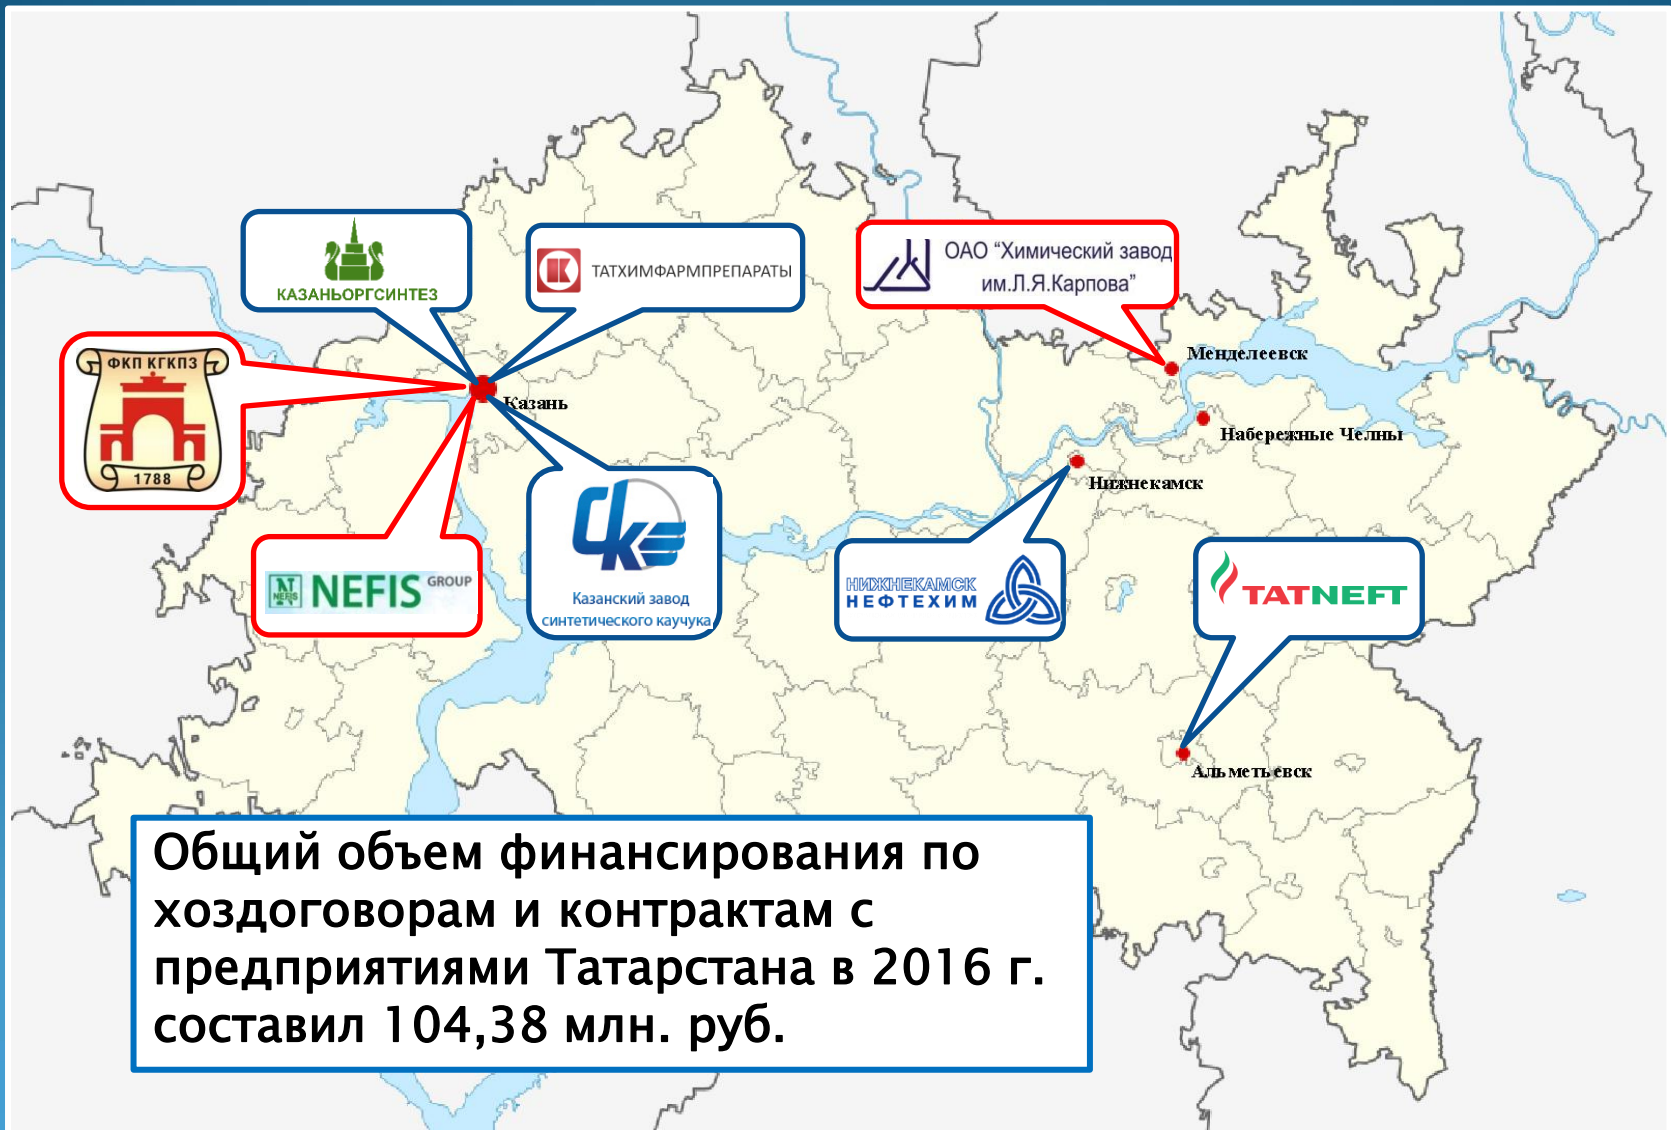 КАЗАНЬОРГСИНТЕЗ
ТАТХИМФАРМПРЕПАРАТЫ
ОАО "Химический завод
им.Л.Я.Карпова"
ФКП КГКПЗ
1788
Казань
Менделеевск
Набережные Челны
Нижнекамск
NEFIS
NEFIS GROUP
СК
Казанский завод
синтетического каучука
НИЖНЕКАМСК
НЕФТЕХИМ
TATNEFT
Альметьевск
Общий объем финансирования по
хоздоговорам и контрактам с
предприятиями Татарстана в 2016 г.
составил 104,38 млн. руб.